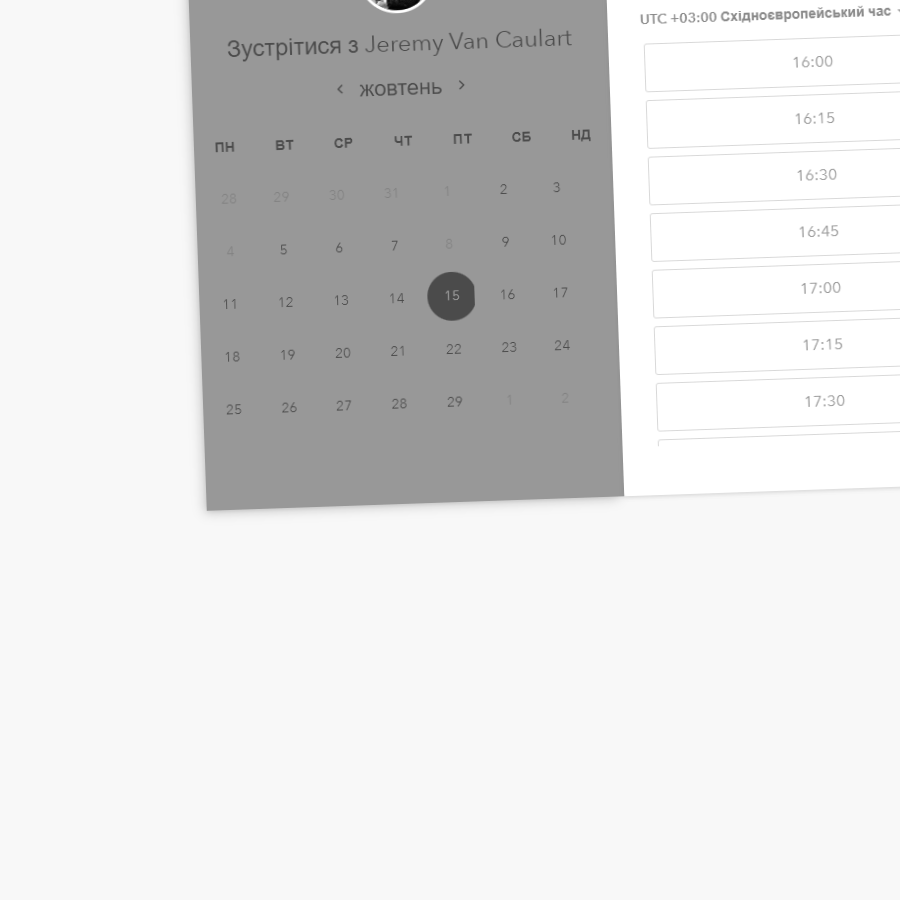 Зустрітися з Jeremy Van Caulart
‹ жовтень ›
ПН ВТ СР ЧТ ПТ СБ НД
28 29 30 31 1 2 3
4 5 6 7 8 9 10
11 12 13 14 15 16 17
18 19 20 21 22 23 24
25 26 27 28 29 1 2
UTC +03:00 Східноєвропейський час
16:00
16:15
16:30
16:45
17:00
17:15
17:30